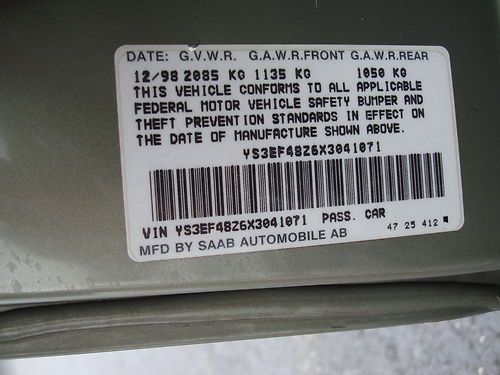 DATE: G.V.W.R. G.A.W.R.FRONT G.A.W.R.REAR
12/98 2085 KG 1135 KG 1050 KG
THIS VEHICLE CONFORMS TO ALL APPLICABLE
FEDERAL MOTOR VEHICLE SAFETY BUMPER AND
THEFT PREVENTION STANDARDS IN EFFECT ON
THE DATE OF MANUFACTURE SHOWN ABOVE.
YS3EF48Z6X3041071
VIN YS3EF48Z6X3041071 PASS. CAR
47 25 412
MFD BY SAAB AUTOMOBILE AB